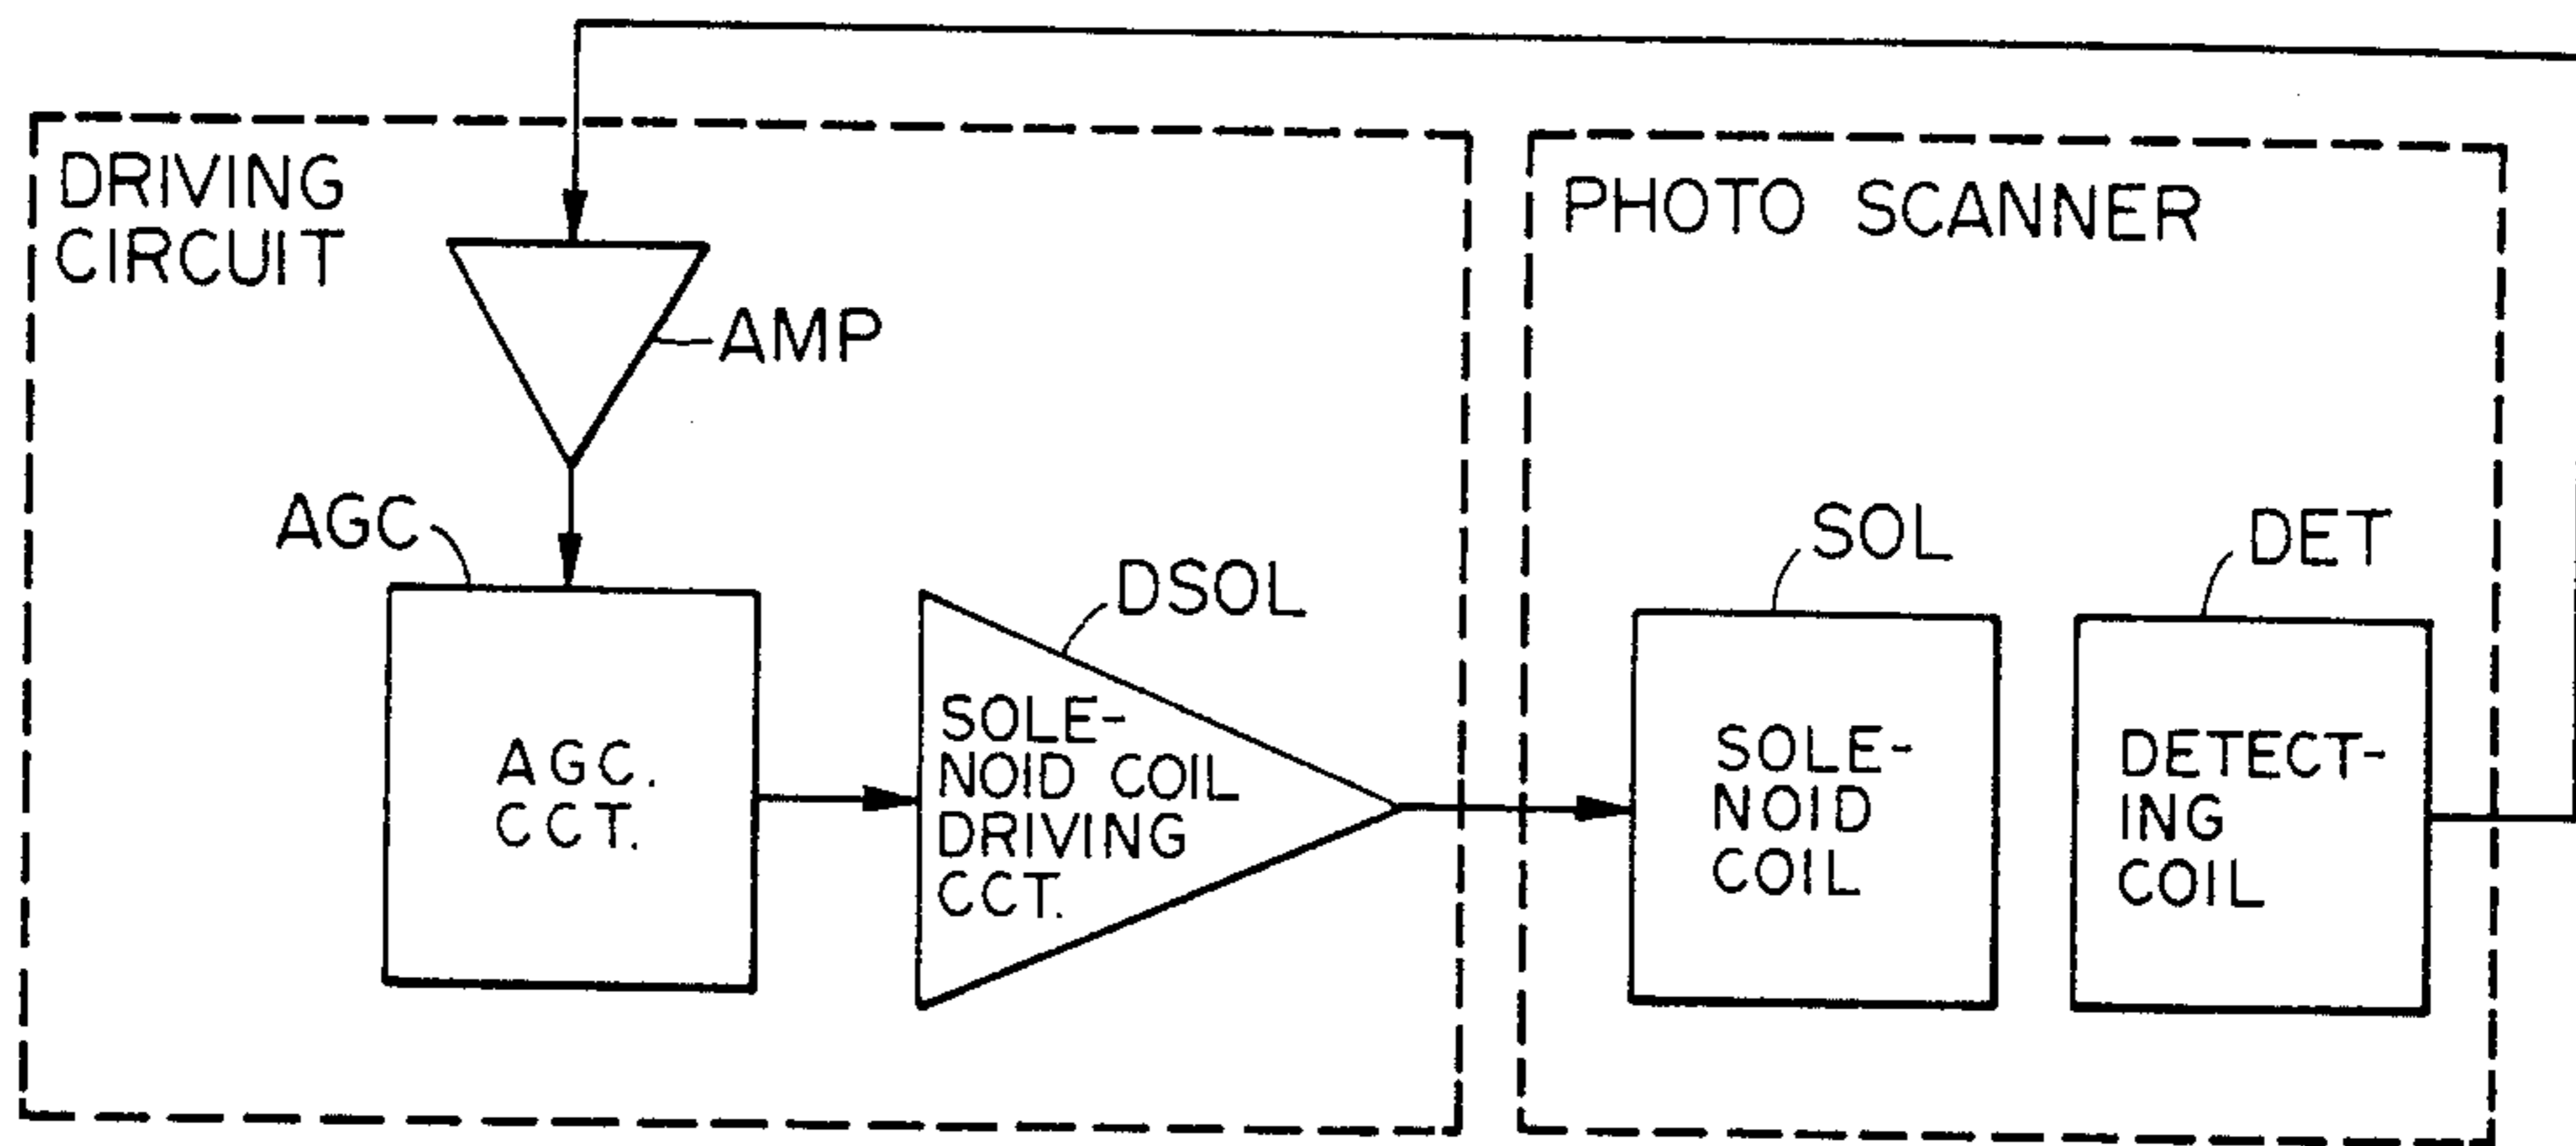 DRIVING
CIRCUIT
AMP
AGC
AGC.
CCT.
DSOL
SOLE-
NOID COIL
DRIVING
CCT.
PHOTO SCANNER
SOL
SOLE-
NOID
COIL
DET
DETECT-
ING
COIL